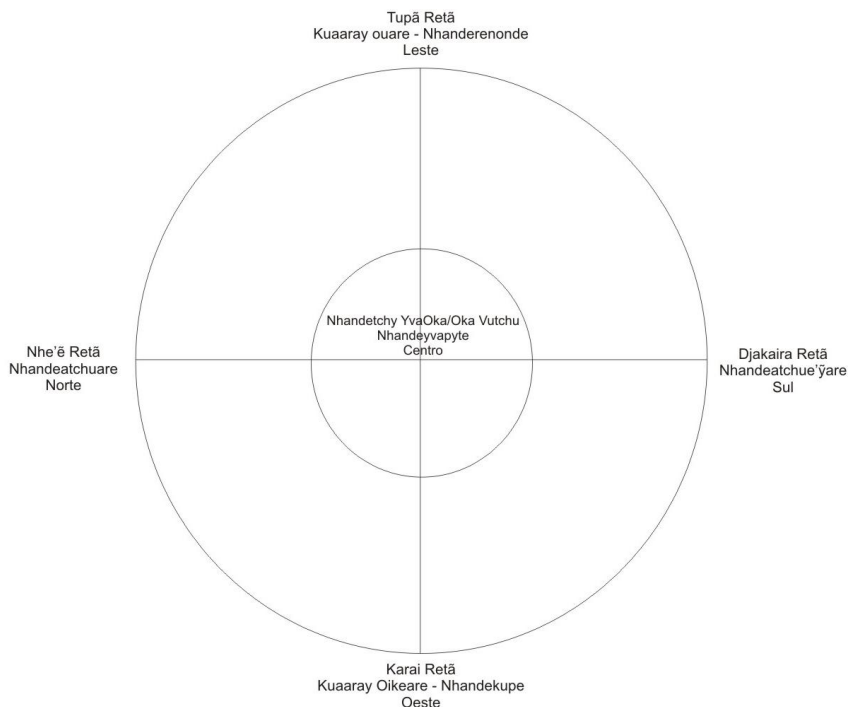 Tupã Retã
Kuaaray ouare - Nhanderenonde
Leste
Nhandetchy YvaOka/Oka Vutchu
Nhandeyvapyte
Centro
Nhe'ẽ Retã
Nhandeatchuare
Norte
Djakaira Retã
Nhandeatchue'ỹare
Sul
Karai Retã
Kuaaray Oikeare - Nhandekupe
Oeste